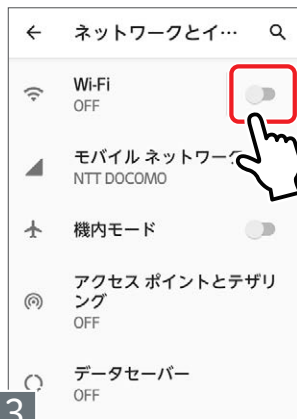 ネットワークとイ…
Wi-Fi
OFF
モバイル ネットワーク
NTT DOCOMO
機内モード
アクセス ポイントとテザリ
ング
OFF
データセーバー
OFF
3